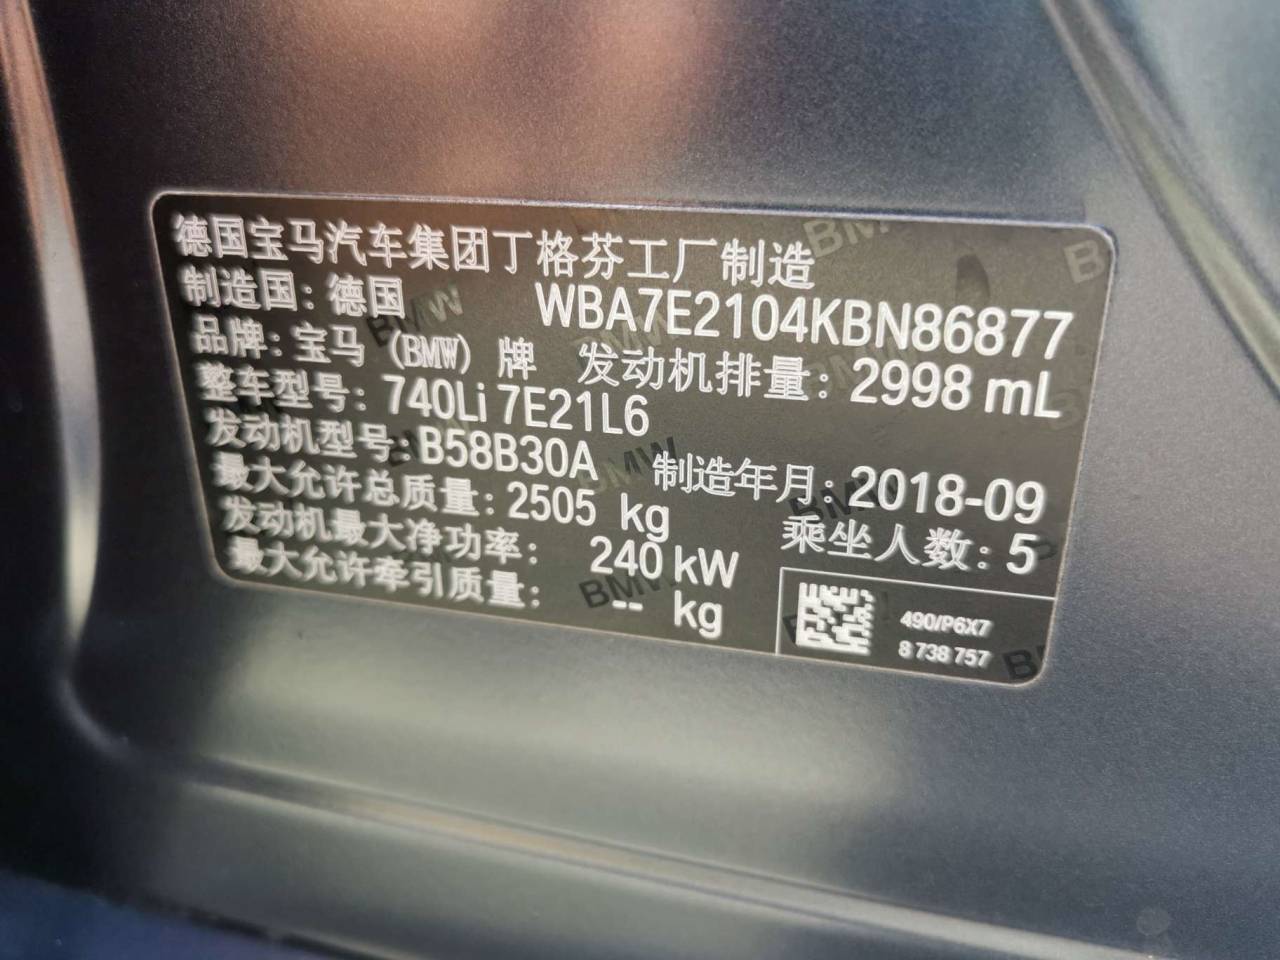 德国宝马汽车集团丁格芬工厂制造
制造国：德国 WBA7E2104KBN86877
品牌：宝马 (BMW) 牌 发动机排量：2998 mL
整车型号：740Li 7E21L6
发动机型号：B58B30A 制造年月：2018-09
最大允许总质量：2505 kg 乘坐人数：5
发动机最大净功率： 240 kW
最大允许牵引质量： -- kg
490/P6X7
8 738 757